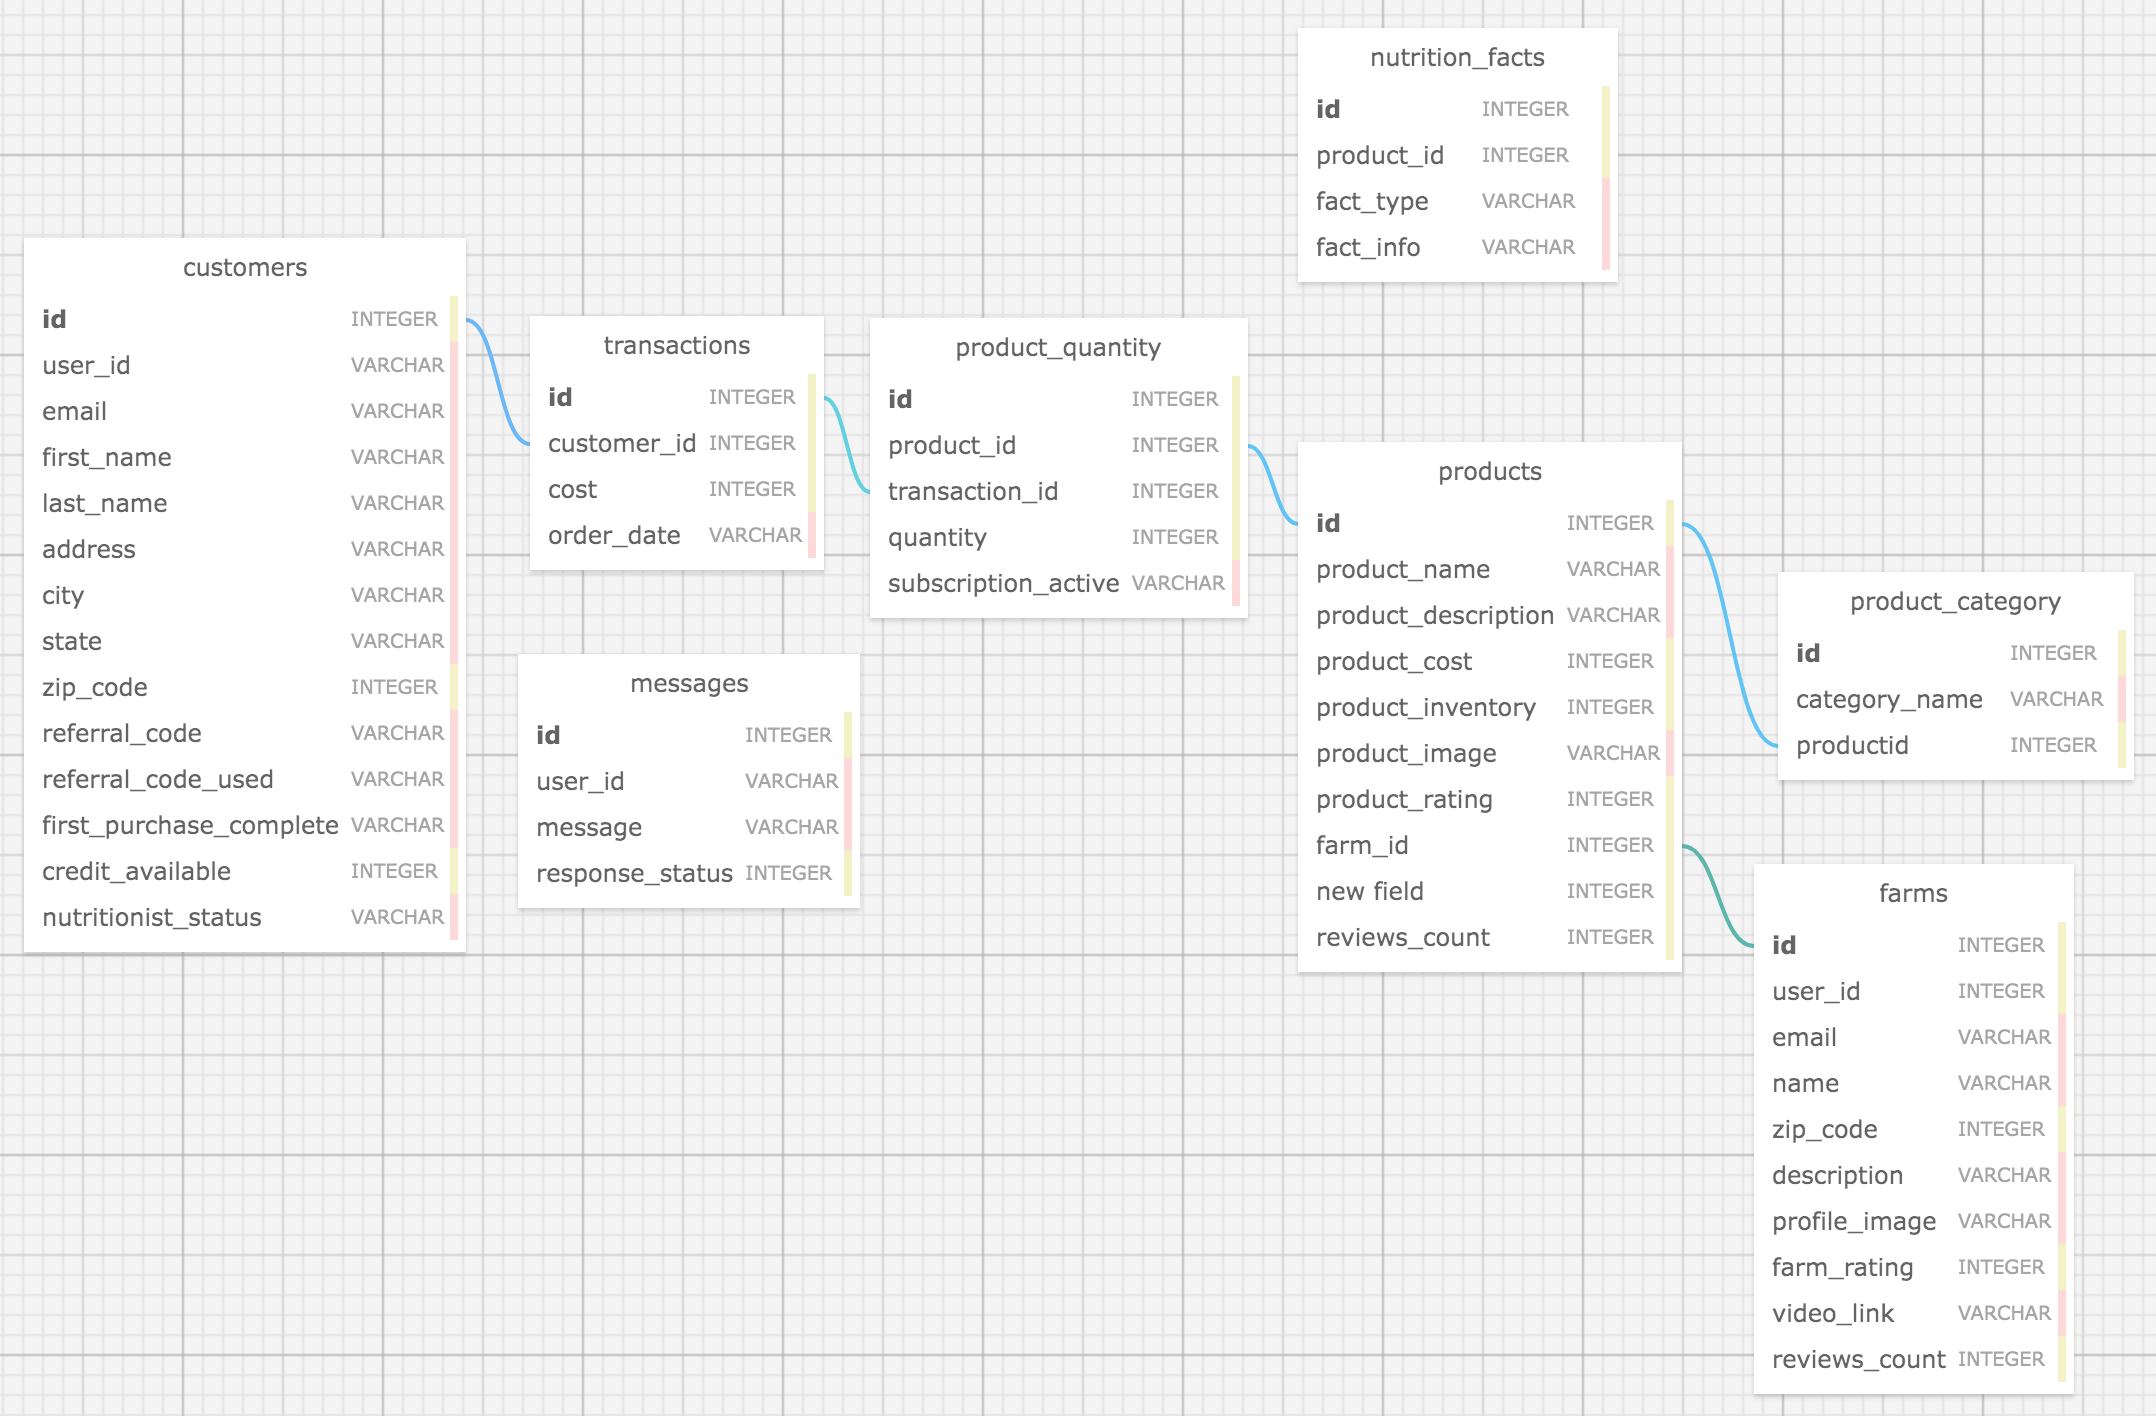 nutrition_facts
id INTEGER
product_id INTEGER
fact_type VARCHAR
fact_info VARCHAR
customers
id INTEGER
user_id VARCHAR
email VARCHAR
first_name VARCHAR
last_name VARCHAR
address VARCHAR
city VARCHAR
state VARCHAR
zip_code INTEGER
referral_code VARCHAR
referral_code_used VARCHAR
first_purchase_complete VARCHAR
credit_available INTEGER
nutritionist_status VARCHAR
transactions
id INTEGER
customer_id INTEGER
cost INTEGER
order_date VARCHAR
product_quantity
id INTEGER
product_id INTEGER
transaction_id INTEGER
quantity INTEGER
subscription_active VARCHAR
messages
id INTEGER
user_id VARCHAR
message VARCHAR
response_status INTEGER
products
id INTEGER
product_name VARCHAR
product_description VARCHAR
product_cost INTEGER
product_inventory INTEGER
product_image VARCHAR
product_rating INTEGER
farm_id INTEGER
new field INTEGER
reviews_count INTEGER
product_category
id INTEGER
category_name VARCHAR
productid INTEGER
farms
id INTEGER
user_id INTEGER
email VARCHAR
name VARCHAR
zip_code INTEGER
description VARCHAR
profile_image VARCHAR
farm_rating INTEGER
video_link VARCHAR
reviews_count INTEGER